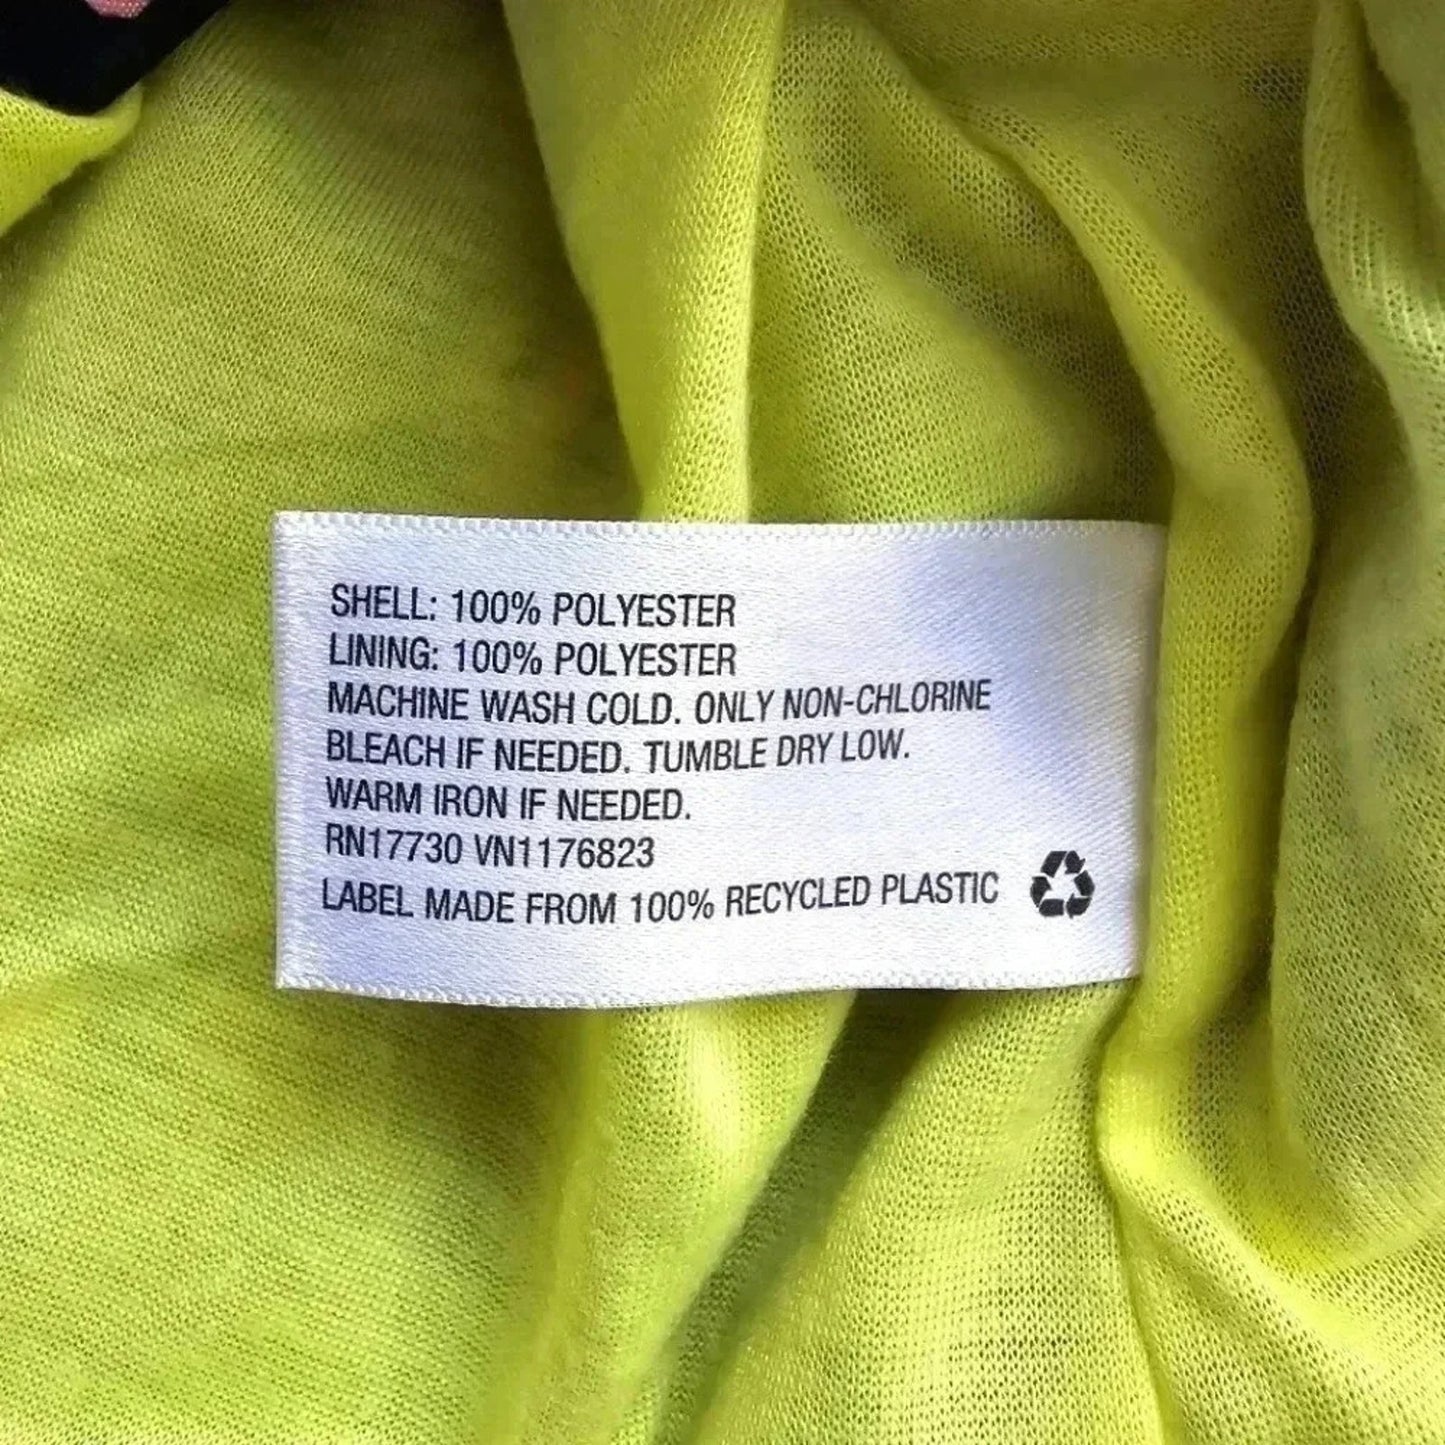 SHELL: 100% POLYESTER
LINING: 100% POLYESTER
MACHINE WASH COLD. ONLY NON-CHLORINE
BLEACH IF NEEDED. TUMBLE DRY LOW.
WARM IRON IF NEEDED.
RN17730 VN1176823
LABEL MADE FROM 100% RECYCLED PLASTIC